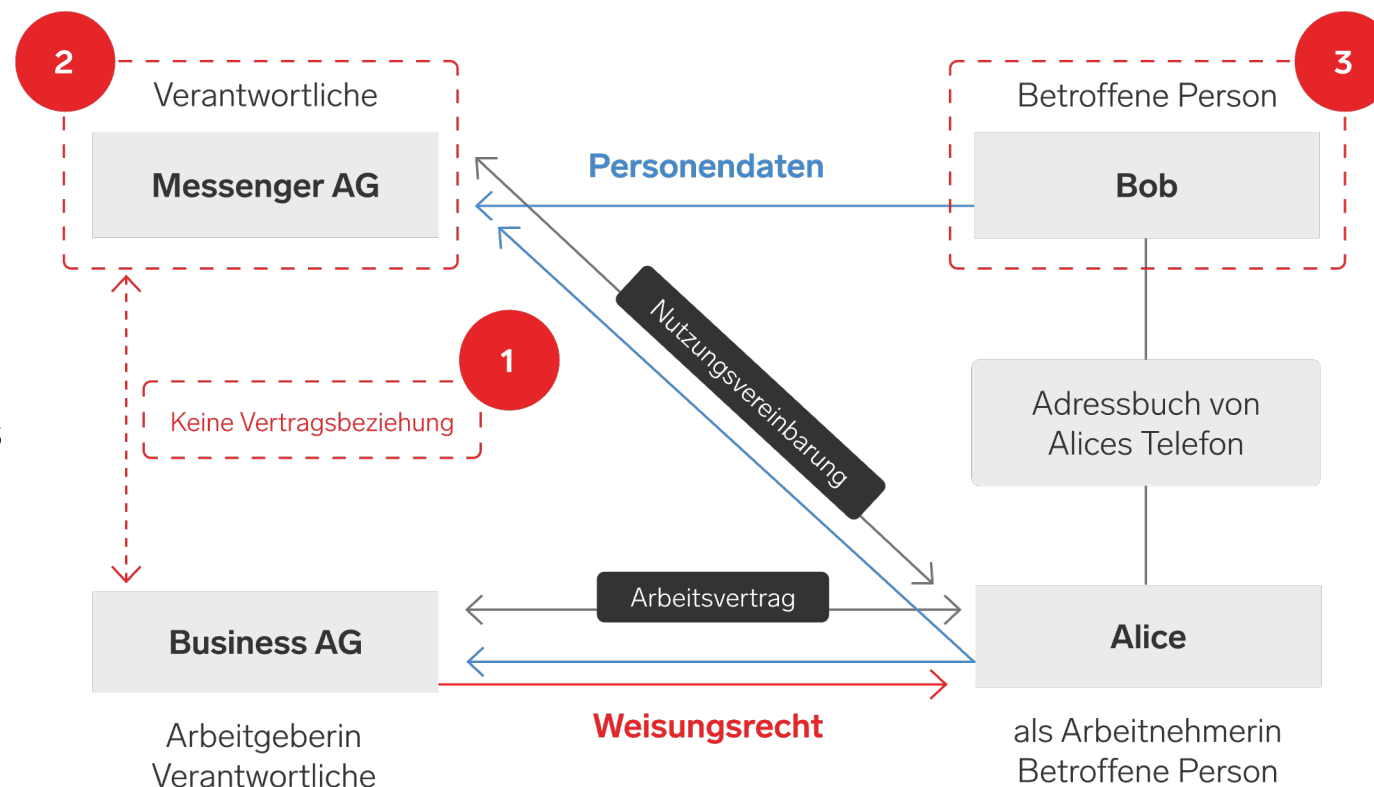 2
Verantwortliche
Messenger AG
Personendaten
3
Betroffene Person
Bob
1
Keine Vertragsbeziehung
Nutzungsvereinbarung
Adressbuch von
Alices Telefon
Business AG
Arbeitgeberin
Verantwortliche
Arbeitsvertrag
Weisungsrecht
Alice
als Arbeitnehmerin
Betroffene Person